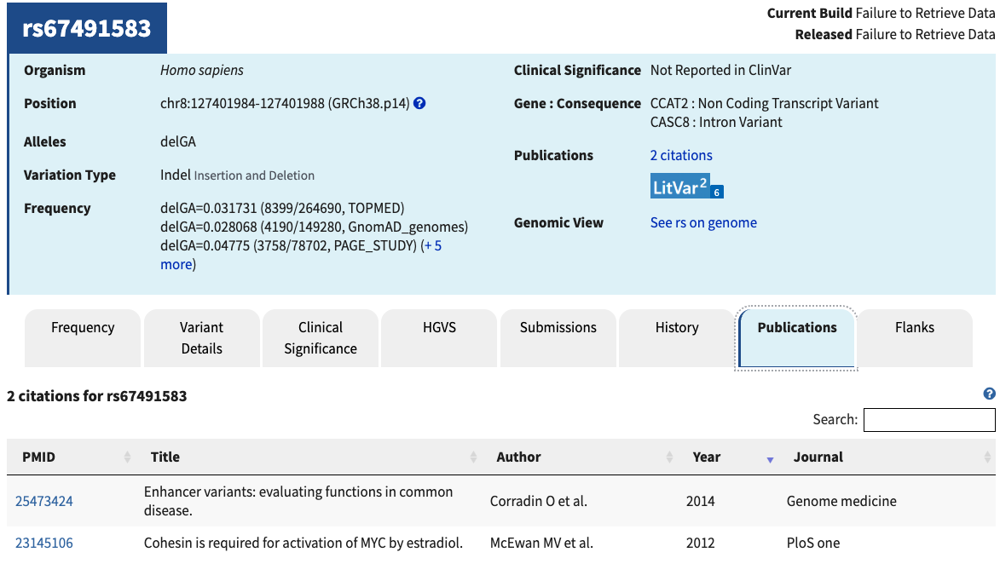 rs67491583
Current Build Failure to Retrieve Data
Released Failure to Retrieve Data
Organism Homo sapiens
Position chr8:127401984-127401988 (GRCh38.p14) ?
Alleles delGA
Variation Type Indel Insertion and Deletion
Frequency delGA=0.031731 (8399/264690, TOPMED)
delGA=0.028068 (4190/149280, GnomAD_genomes)
delGA=0.04775 (3758/78702, PAGE_STUDY) (+ 5
more)
Clinical Significance Not Reported in ClinVar
Gene : Consequence CCAT2 : Non Coding Transcript Variant
CASC8 : Intron Variant
Publications 2 citations
LitVar2 6
Genomic View See rs on genome
Frequency
Variant
Details
Clinical
Significance
HGVS
Submissions
History
Publications
Flanks
2 citations for rs67491583 ?
Search:
PMID Title Author Year Journal
25473424 Enhancer variants: evaluating functions in common
disease. Corradin O et al. 2014 Genome medicine
23145106 Cohesin is required for activation of MYC by estradiol. McEwan MV et al. 2012 PloS one